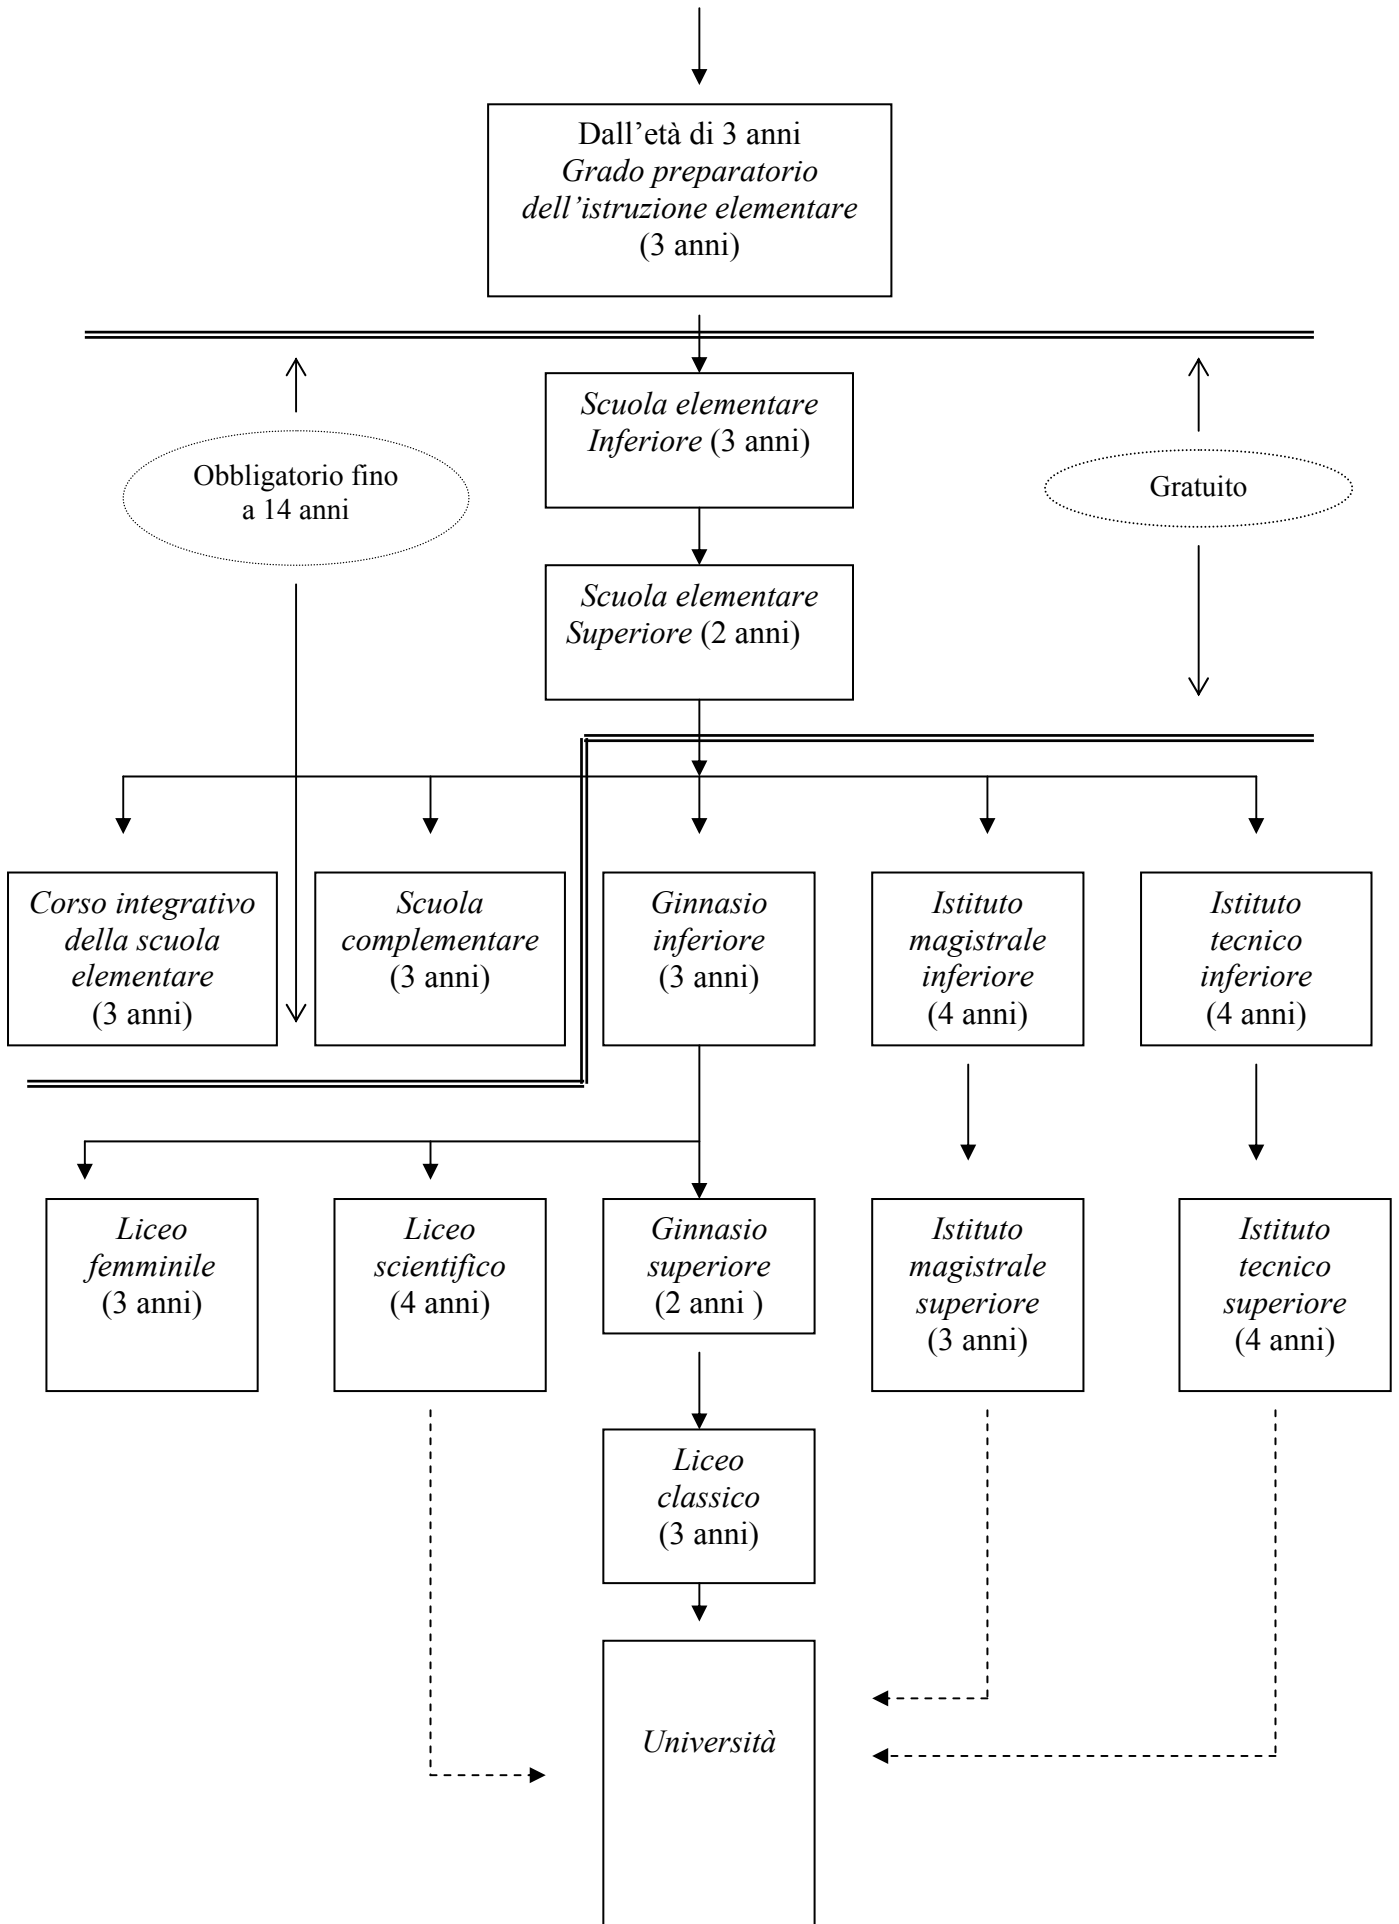 Dall’età di 3 anni
Grado preparatorio
dell’istruzione elementare
(3 anni)
Scuola elementare
Inferiore (3 anni)
Obbligatorio fino
a 14 anni
Gratuito
Scuola elementare
Superiore (2 anni)
Corso integrativo
della scuola
elementare
(3 anni)
Scuola
complementare
(3 anni)
Ginnasio
inferiore
(3 anni)
Istituto
magistrale
inferiore
(4 anni)
Istituto
tecnico
inferiore
(4 anni)
Liceo
femminile
(3 anni)
Liceo
scientifico
(4 anni)
Ginnasio
superiore
(2 anni )
Istituto
magistrale
superiore
(3 anni)
Istituto
tecnico
superiore
(4 anni)
Liceo
classico
(3 anni)
Università